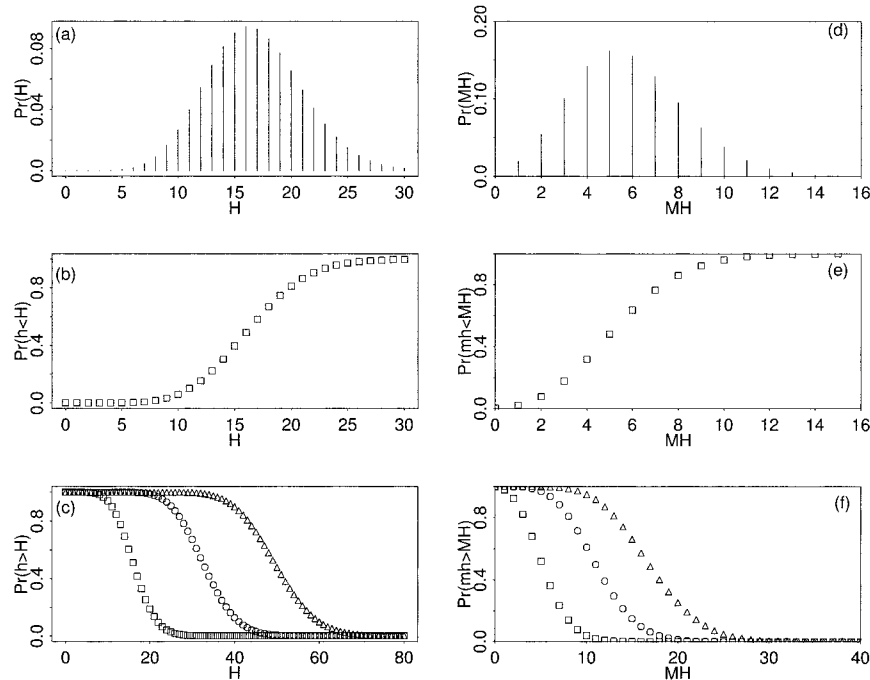 (a)
Pr(H)
0.0 0.04 0.08
0 5 10 15 20 25 30
H
(d)
Pr(MH)
0.0 0.10 0.20
0 2 4 6 8 10 12 14 16
MH
(b)
Pr(h<H)
0.0 0.4 0.8
0 5 10 15 20 25 30
H
(e)
Pr(mh<MH)
0.0 0.4 0.8
0 2 4 6 8 10 12 14 16
MH
(c)
Pr(h>H)
0.0 0.4 0.8
0 20 40 60 80
H
(f)
Pr(mh>MH)
0.0 0.4 0.8
0 10 20 30 40
MH